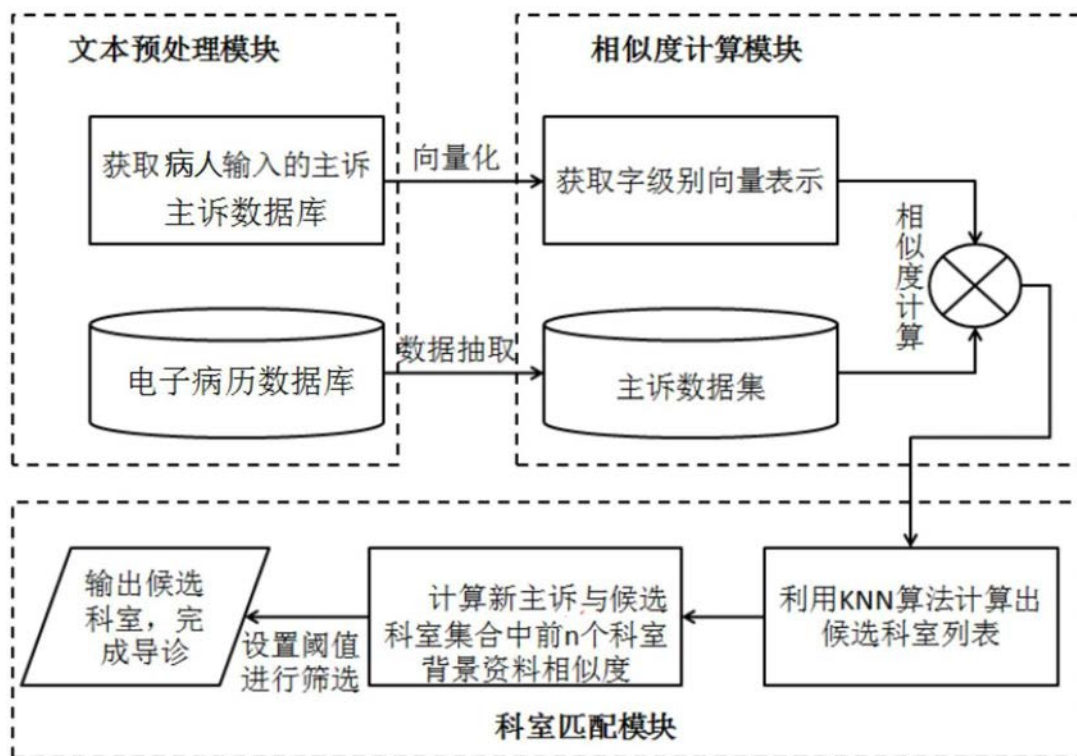 文本预处理模块
相似度计算模块
获取病人输入的主诉
主诉数据库
向量化
获取字级别向量表示
相似度计算
电子病历数据库
数据抽取
主诉数据集
输出候选
科室，完
成导诊
设置阈值
进行筛选
计算新主诉与候选
科室集合中前n个科室
背景资料相似度
利用KNN算法计算出
候选科室列表
科室匹配模块